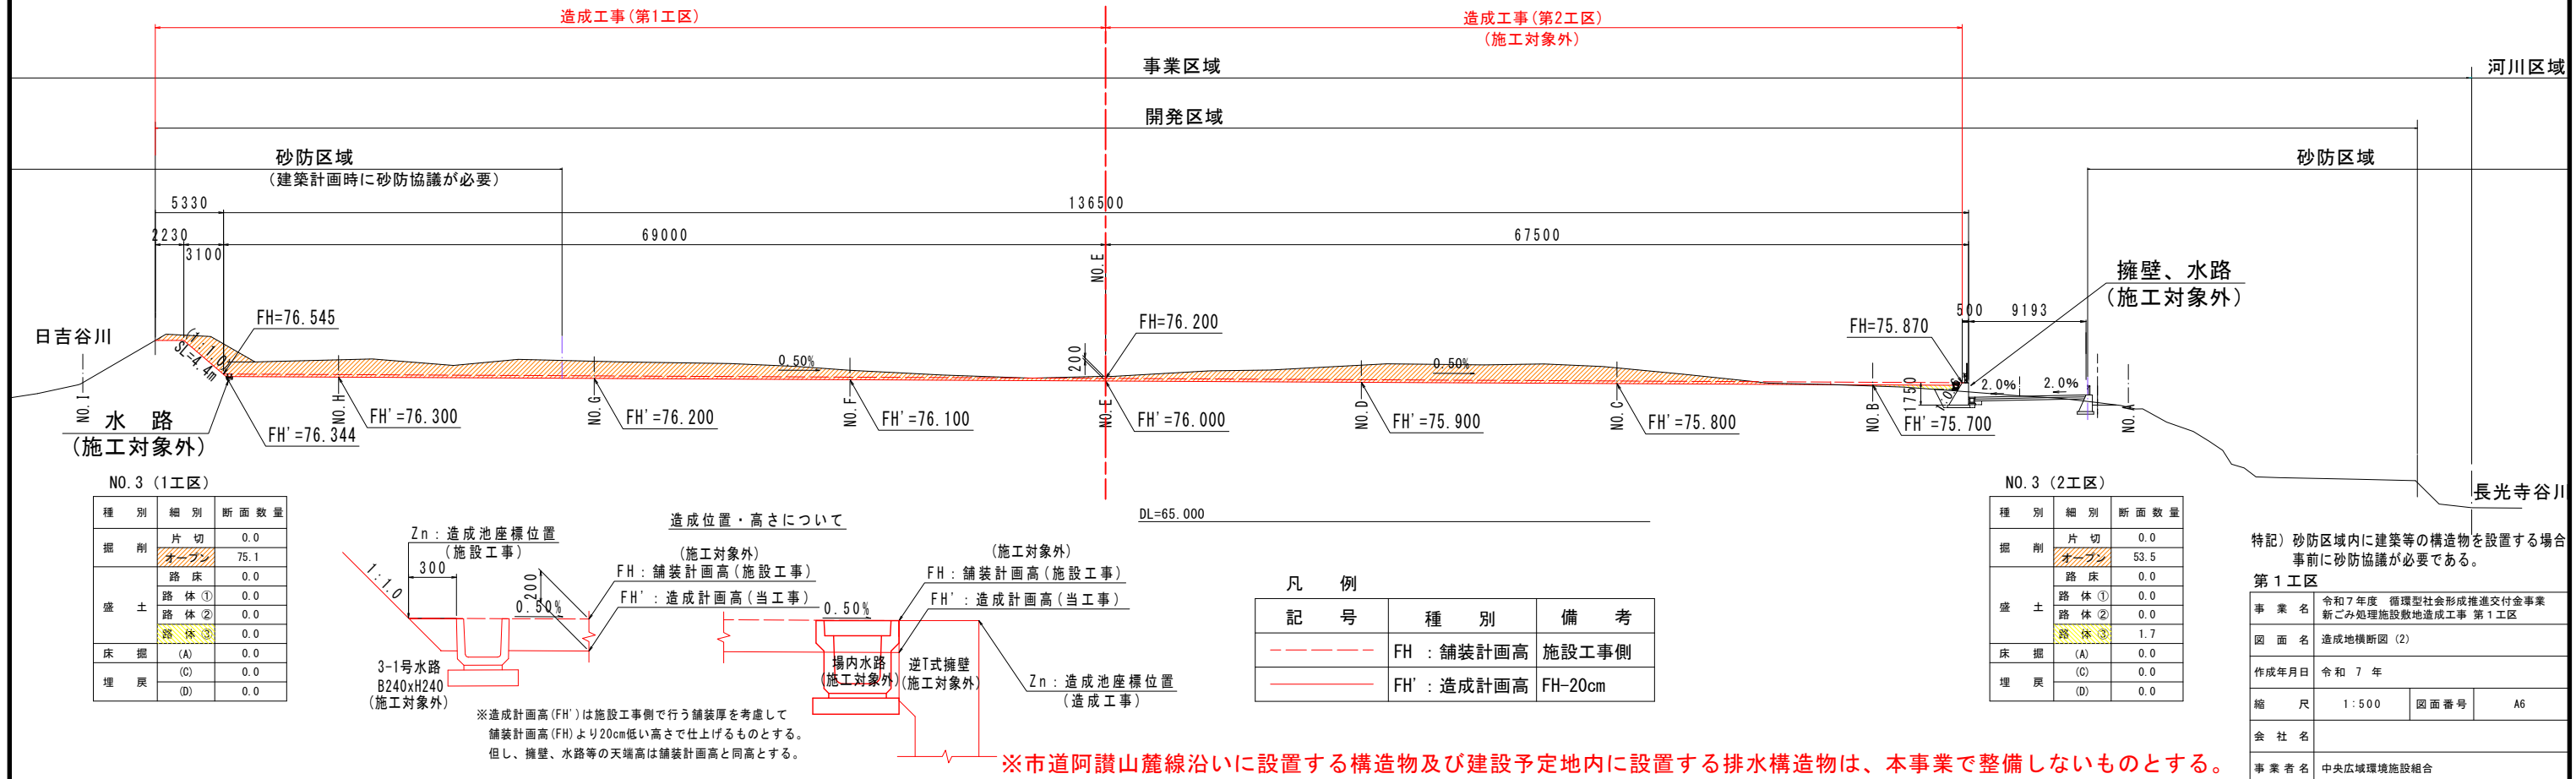 造成工事(第1工区)
造成工事(第2工区)
(施工対象外)
事業区域
河川区域
開発区域
砂防区域
(建築計画時に砂防協議が必要)
砂防区域
5330
136500
2230
3100
69000
67500
NO.E
擁壁、水路
(施工対象外)
500
9193
日吉谷川
FH=76.545
FH=76.200
FH=75.870
1:1.0
SL=4.4m
200
0.50%
0.50%
2.0%
2.0%
1750
NO.I
NO.H
NO.G
NO.F
NO.E
NO.D
NO.C
NO.B
NO.A
水 路
(施工対象外)
FH'=76.344
FH'=76.300
FH'=76.200
FH'=76.100
FH'=76.000
FH'=75.900
FH'=75.800
FH'=75.700
長光寺谷川
DL=65.000
NO.3 (1工区)
種 別 細 別 断面数量
掘 削 片 切 0.0
オープン 75.1
盛 土 路 床 0.0
路 体 ① 0.0
路 体 ② 0.0
路 体 ③ 0.0
床 掘 (A) 0.0
埋 戻 (C) 0.0
(D) 0.0
造成位置・高さについて
Zn:造成池座標位置
(施設工事)
300
1:1.0
200
0.50%
(施工対象外)
FH:舗装計画高(施設工事)
FH':造成計画高(当工事)
3-1号水路
B240xH240
(施工対象外)
0.50%
(施工対象外)
FH:舗装計画高(施設工事)
FH':造成計画高(当工事)
場内水路
(施工対象外)
逆T式擁壁
(施工対象外)
Zn:造成池座標位置
(造成工事)
※造成計画高(FH')は施設工事側で行う舗装厚を考慮して
舗装計画高(FH)より20cm低い高さで仕上げるものとする。
但し、擁壁、水路等の天端高は舗装計画高と同高とする。
凡 例
記 号 種 別 備 考
FH :舗装計画高 施設工事側
FH':造成計画高 FH-20cm
NO.3 (2工区)
種 別 細 別 断面数量
掘 削 片 切 0.0
オープン 53.5
盛 土 路 床 0.0
路 体 ① 0.0
路 体 ② 0.0
路 体 ③ 1.7
床 掘 (A) 0.0
埋 戻 (C) 0.0
(D) 0.0
特記)砂防区域内に建築等の構造物を設置する場合
事前に砂防協議が必要である。
第1工区
事 業 名 令和7年度 循環型社会形成推進交付金事業
新ごみ処理施設敷地造成工事 第1工区
図 面 名 造成地横断図(2)
作成年月日 令和 7 年
縮 尺 1:500 図面番号 A6
会 社 名
事業者名 中央広域環境施設組合
※市道阿讃山麓線沿いに設置する構造物及び建設予定地内に設置する排水構造物は、本事業で整備しないものとする。